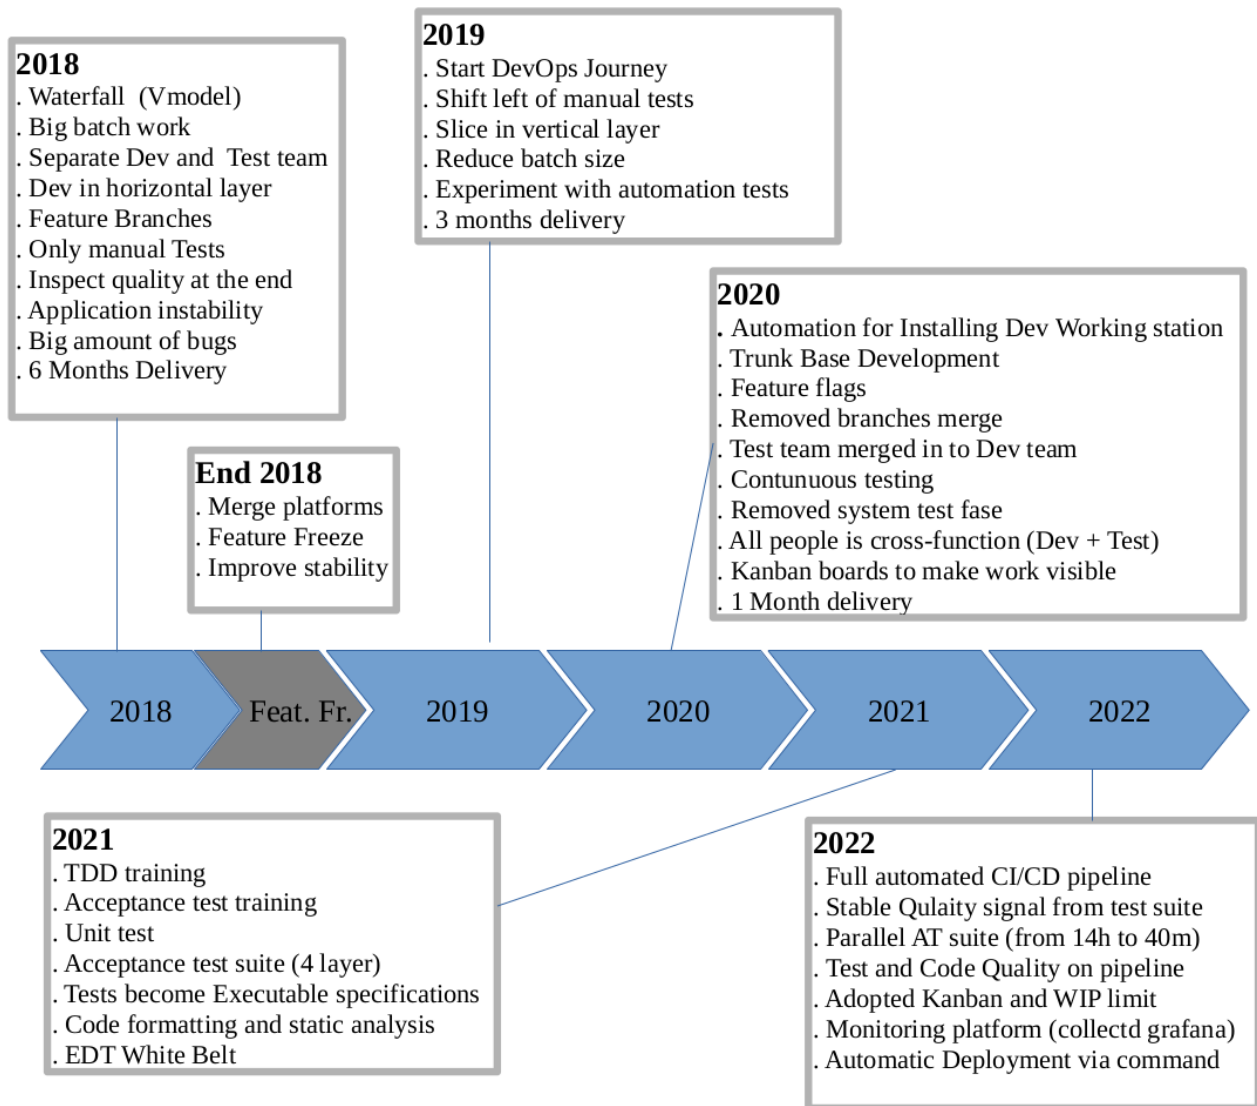 2018
. Waterfall (Vmodel)
. Big batch work
. Separate Dev and Test team
. Dev in horizontal layer
. Feature Branches
. Only manual Tests
. Inspect quality at the end
. Application instability
. Big amount of bugs
. 6 Months Delivery
2019
. Start DevOps Journey
. Shift left of manual tests
. Slice in vertical layer
. Reduce batch size
. Experiment with automation tests
. 3 months delivery
2020
. Automation for Installing Dev Working station
. Trunk Base Development
. Feature flags
. Removed branches merge
. Test team merged in to Dev team
. Contunuous testing
. Removed system test fase
. All people is cross-function (Dev + Test)
. Kanban boards to make work visible
. 1 Month delivery
End 2018
. Merge platforms
. Feature Freeze
. Improve stability
2018
Feat. Fr.
2019
2020
2021
2022
2021
. TDD training
. Acceptance test training
. Unit test
. Acceptance test suite (4 layer)
. Tests become Executable specifications
. Code formatting and static analysis
. EDT White Belt
2022
. Full automated CI/CD pipeline
. Stable Qulaity signal from test suite
. Parallel AT suite (from 14h to 40m)
. Test and Code Quality on pipeline
. Adopted Kanban and WIP limit
. Monitoring platform (collectd grafana)
. Automatic Deployment via command